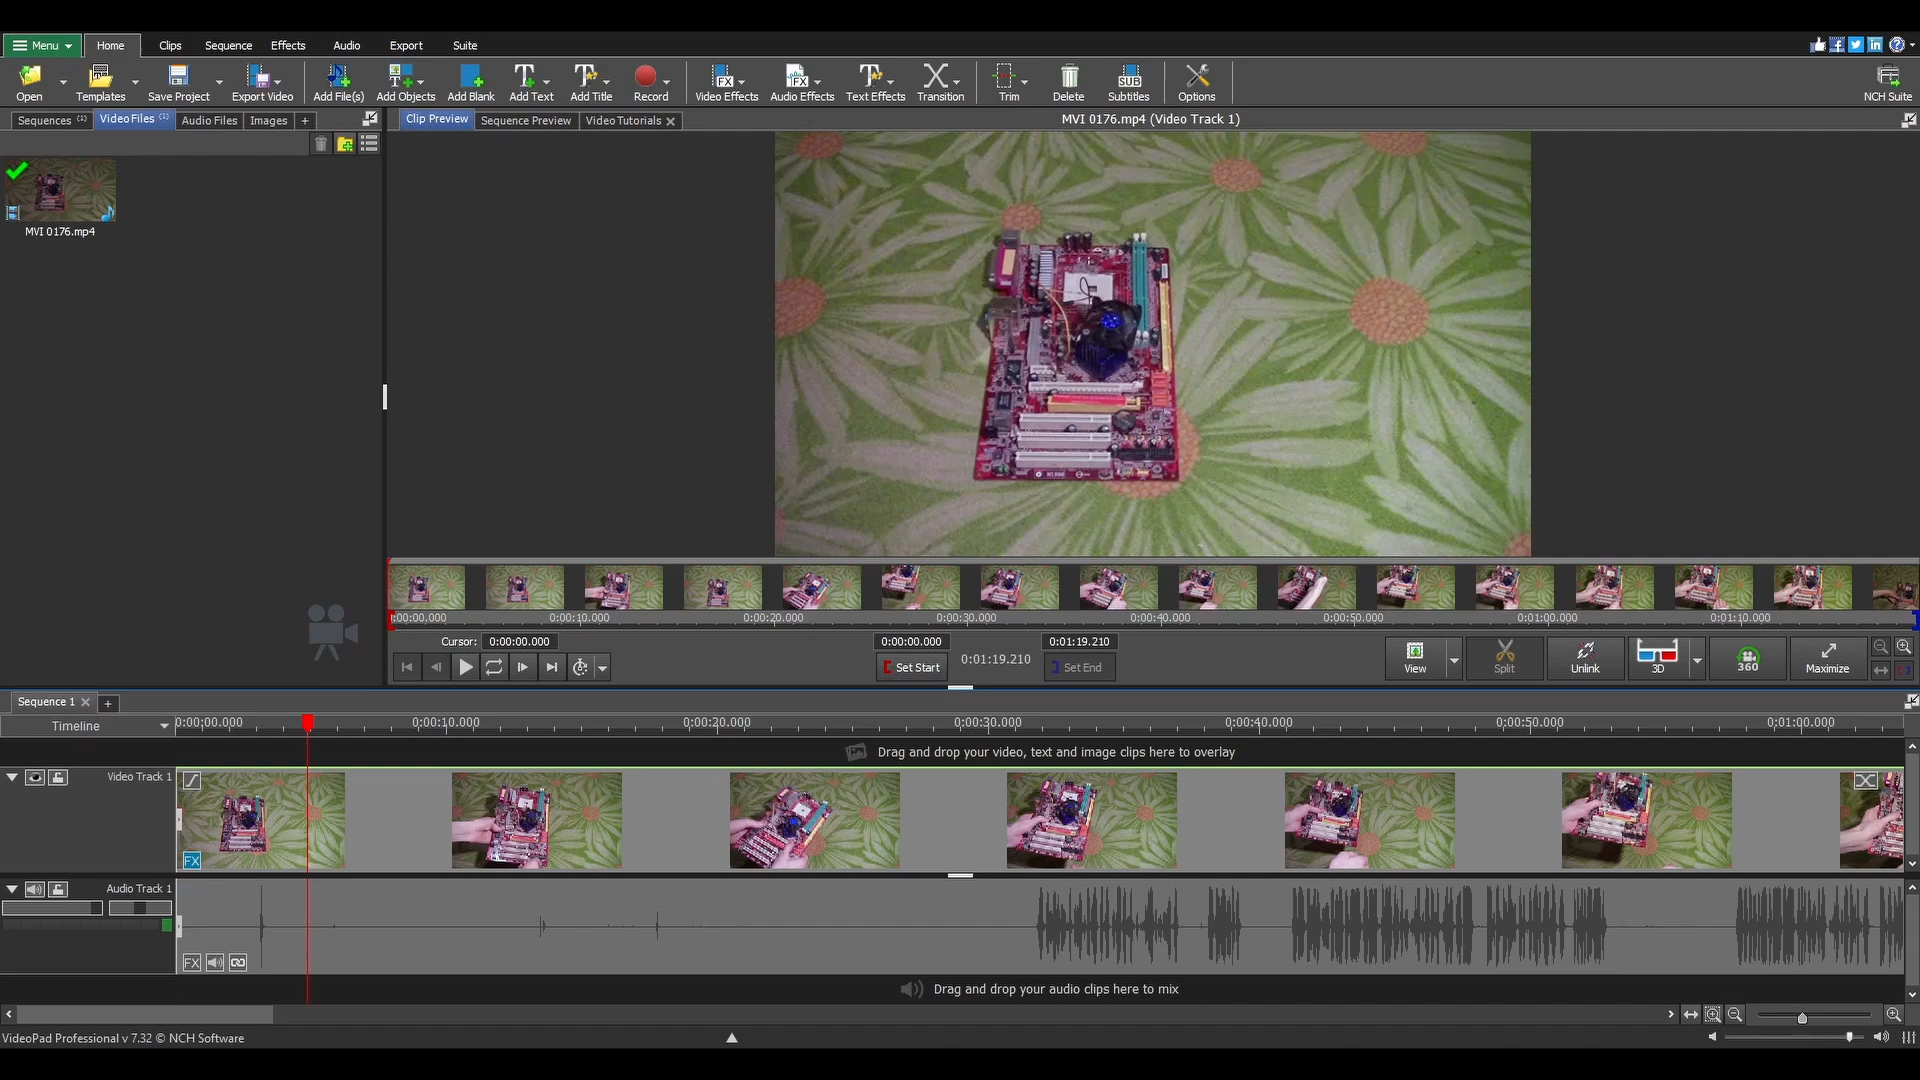 Menu Home Clips Sequence Effects Audio Export Suite
Open Templates Save Project Export Video Add File(s) Add Objects Add Blank Add Text Add Title Record Video Effects Audio Effects Text Effects Transition Trim Delete Subtitles Options NCH Suite
Sequences (1) Video Files (1) Audio Files Images + Clip Preview Sequence Preview Video Tutorials MVI 0176.mp4 (Video Track 1)
MVI 0176.mp4
0:00:00.000 0:00:10.000 0:00:20.000 0:00:30.000 0:00:40.000 0:00:50.000 0:01:00.000 0:01:10.000
Cursor: 0:00:00.000 0:00:00.000 0:01:19.210 0:01:19.210
Set Start Set End View Split Unlink 3D 360 Maximize
Sequence 1
Timeline 0:00:00.000 0:00:10.000 0:00:20.000 0:00:30.000 0:00:40.000 0:00:50.000 0:01:00.000
Drag and drop your video, text and image clips here to overlay
Video Track 1
FX
Audio Track 1
FX
Drag and drop your audio clips here to mix
VideoPad Professional v 7.32 © NCH Software